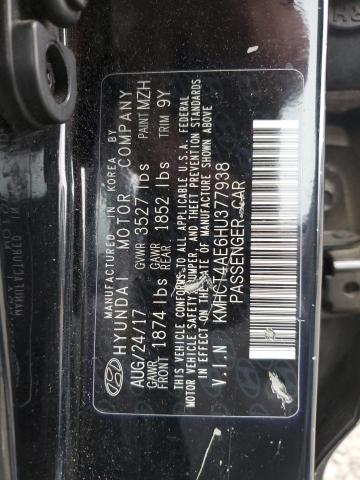 MANUFACTURED IN KOREA BY
HYUNDAI MOTOR COMPANY
AUG/24/17 GVWR 3527 lbs PAINT MZH
GAWR FRONT 1874 lbs GAWR REAR 1852 lbs TRIM 9Y
THIS VEHICLE CONFORMS TO ALL APPLICABLE U.S.A. FEDERAL
MOTOR VEHICLE SAFETY, BUMPER, AND THEFT PREVENTION STANDARDS
IN EFFECT ON THE DATE OF MANUFACTURE SHOWN ABOVE.
V.I.N KMHCT4AE6HU377938
PASSENGER CAR